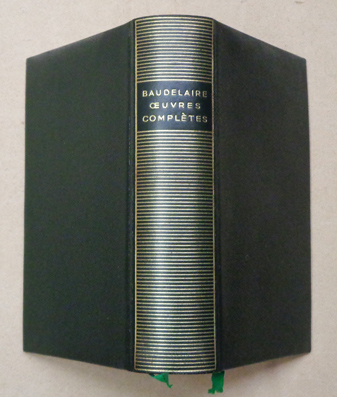 BAUDELAIRE
ŒUVRES
COMPLÈTES